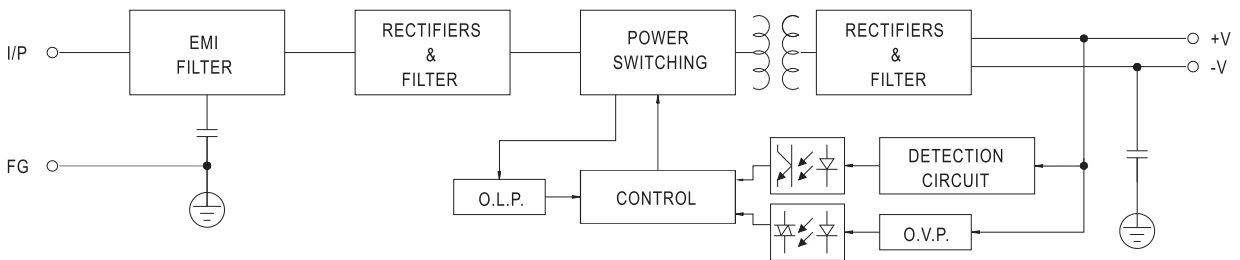 I/P
EMI
FILTER
RECTIFIERS
&
FILTER
POWER
SWITCHING
RECTIFIERS
&
FILTER
+V
-V
FG
O.L.P.
CONTROL
DETECTION
CIRCUIT
O.V.P.